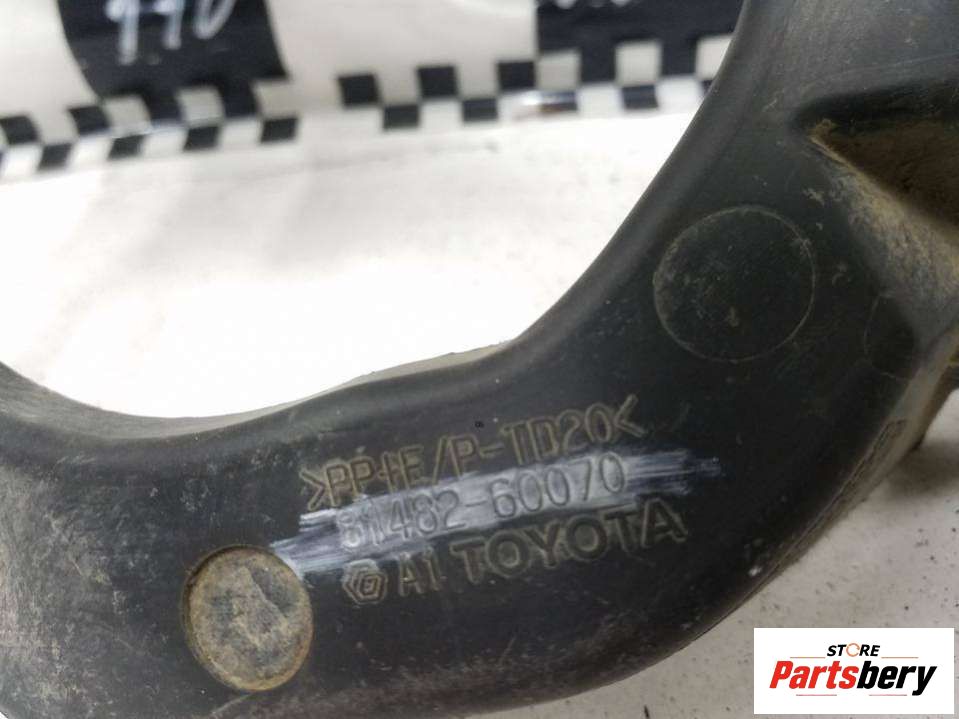 >PP+E/P-TD20<
81482-60070
A1 TOYOTA
STORE
Partsbery